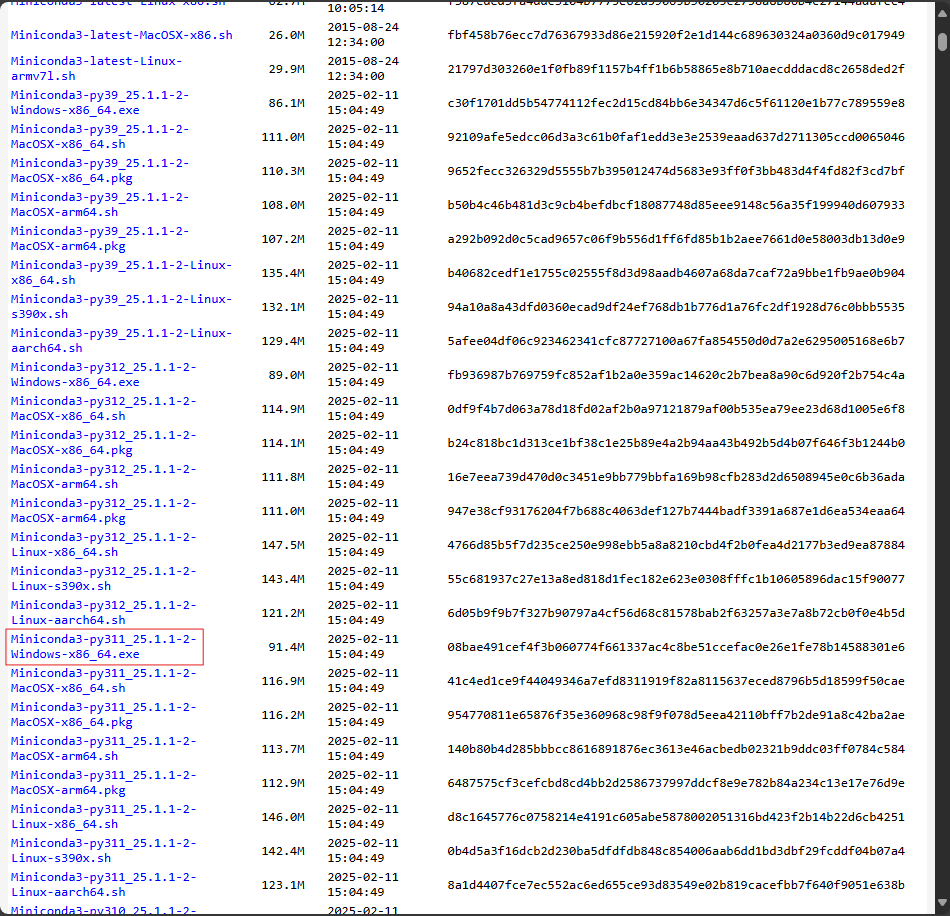 Miniconda3-latest-Linux-x86.sh
10:05:14
Miniconda3-latest-MacOSX-x86.sh 26.0M 2015-08-24 12:34:00 fbf458b76ecc7d76367933d86e215920f2e1d144c689630324a0360d9c017949
Miniconda3-latest-Linux-
armv7l.sh 29.9M 2015-08-24 12:34:00 21797d303260e1f0fb89f1157b4ff1b6b58865e8b710aecdddacd8c2658ded2f
Miniconda3-py39_25.1.1-2-
Windows-x86_64.exe 86.1M 2025-02-11 15:04:49 c30f1701dd5b54774112fec2d15cd84bb6e34347d6c5f61120e1b77c789559e8
Miniconda3-py39_25.1.1-2-
MacOSX-x86_64.sh 111.0M 2025-02-11 15:04:49 92109afe5edcc06d3a3c61b0faf1edd3e3e2539eaad637d2711305ccd0065046
Miniconda3-py39_25.1.1-2-
MacOSX-x86_64.pkg 110.3M 2025-02-11 15:04:49 9652fecc326329d5555b7b395012474d5683e93ff0f3bb483d4f4fd82f3cd7bf
Miniconda3-py39_25.1.1-2-
MacOSX-arm64.sh 108.0M 2025-02-11 15:04:49 b50b4c46b481d3c9cb4befdbcf18087748d85eee9148c56a35f199940d607933
Miniconda3-py39_25.1.1-2-
MacOSX-arm64.pkg 107.2M 2025-02-11 15:04:49 a292b092d0c5cad9657c06f9b556d1ff6fd85b1b2aee7661d0e58003db13d0e9
Miniconda3-py39_25.1.1-2-Linux-
x86_64.sh 135.4M 2025-02-11 15:04:49 b40682cedf1e1755c02555f8d3d98aadb4607a68da7caf72a9bbe1fb9ae0b904
Miniconda3-py39_25.1.1-2-Linux-
s390x.sh 132.1M 2025-02-11 15:04:49 94a10a8a43dfd0360ecad9df24ef768db1b776d1a76fc2df1928d76c0bbb5535
Miniconda3-py39_25.1.1-2-Linux-
aarch64.sh 129.4M 2025-02-11 15:04:49 5afee04df06c923462341cfc87727100a67fa854550d0d7a2e6295005168e6b7
Miniconda3-py312_25.1.1-2-
Windows-x86_64.exe 89.0M 2025-02-11 15:04:49 fb936987b769759fc852af1b2a0e359ac14620c2b7bea8a90c6d920f2b754c4a
Miniconda3-py312_25.1.1-2-
MacOSX-x86_64.sh 114.9M 2025-02-11 15:04:49 0df9f4b7d063a78d18fd02af2b0a97121879af00b535ea79ee23d68d1005e6f8
Miniconda3-py312_25.1.1-2-
MacOSX-x86_64.pkg 114.1M 2025-02-11 15:04:49 b24c818bc1d313ce1bf38c1e25b89e4a2b94aa43b492b5d4b07f646f3b1244b0
Miniconda3-py312_25.1.1-2-
MacOSX-arm64.sh 111.8M 2025-02-11 15:04:49 16e7eea739d470d0c3451e9bb779bbfa169b98cfb283d2d6508945e0c6b36ada
Miniconda3-py312_25.1.1-2-
MacOSX-arm64.pkg 111.0M 2025-02-11 15:04:49 947e38cf93176204f7b688c4063def127b7444badf3391a687e1d6ea534eaa64
Miniconda3-py312_25.1.1-2-
Linux-x86_64.sh 147.5M 2025-02-11 15:04:49 4766d85b5f7d235ce250e998ebb5a8a8210cbd4f2b0fea4d2177b3ed9ea87884
Miniconda3-py312_25.1.1-2-
Linux-s390x.sh 143.4M 2025-02-11 15:04:49 55c681937c27e13a8ed818d1fec182e623e0308fffc1b10605896dac15f90077
Miniconda3-py312_25.1.1-2-
Linux-aarch64.sh 121.2M 2025-02-11 15:04:49 6d05b9f9b7f327b90797a4cf56d68c81578bab2f63257a3e7a8b72cb0f0e4b5d
Miniconda3-py311_25.1.1-2-
Windows-x86_64.exe 91.4M 2025-02-11 15:04:49 08bae491cef4f3b060774f661337ac4c8be51ccefac0e26e1fe78b14588301e6
Miniconda3-py311_25.1.1-2-
MacOSX-x86_64.sh 116.9M 2025-02-11 15:04:49 41c4ed1ce9f44049346a7efd8311919f82a8115637eced8796b5d18599f50cae
Miniconda3-py311_25.1.1-2-
MacOSX-x86_64.pkg 116.2M 2025-02-11 15:04:49 954770811e65876f35e360968c98f9f078d5eea42110bff7b2de91a8c42ba2ae
Miniconda3-py311_25.1.1-2-
MacOSX-arm64.sh 113.7M 2025-02-11 15:04:49 140b80b4d285bbbcc8616891876ec3613e46acbedb02321b9ddc03ff0784c584
Miniconda3-py311_25.1.1-2-
MacOSX-arm64.pkg 112.9M 2025-02-11 15:04:49 6487575cf3cefcbd8cd4bb2d2586737997ddcf8e9e782b84a234c13e17e76d9e
Miniconda3-py311_25.1.1-2-
Linux-x86_64.sh 146.0M 2025-02-11 15:04:49 d8c1645776c0758214e4191c605abe5878002051316bd423f2b14b22d6cb4251
Miniconda3-py311_25.1.1-2-
Linux-s390x.sh 142.4M 2025-02-11 15:04:49 0b4d5a3f16dcb2d230ba5dfdfdb848c854006aab6dd1bd3dbf29fcddf04b07a4
Miniconda3-py311_25.1.1-2-
Linux-aarch64.sh 123.1M 2025-02-11 15:04:49 8a1d4407fce7ec552ac6ed655ce93d83549e02b819cacefbb7f640f9051e638b
Miniconda3-py310_25.1.1-2- 2025-02-11